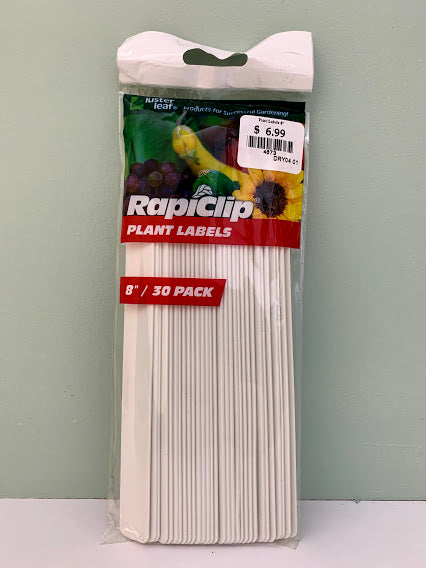 luster
leaf®
Products for Successful Gardening!
Plant Labels 8"
$ 6.99
4873
DRY04.01
RapiClip®
PLANT LABELS
8" / 30 PACK